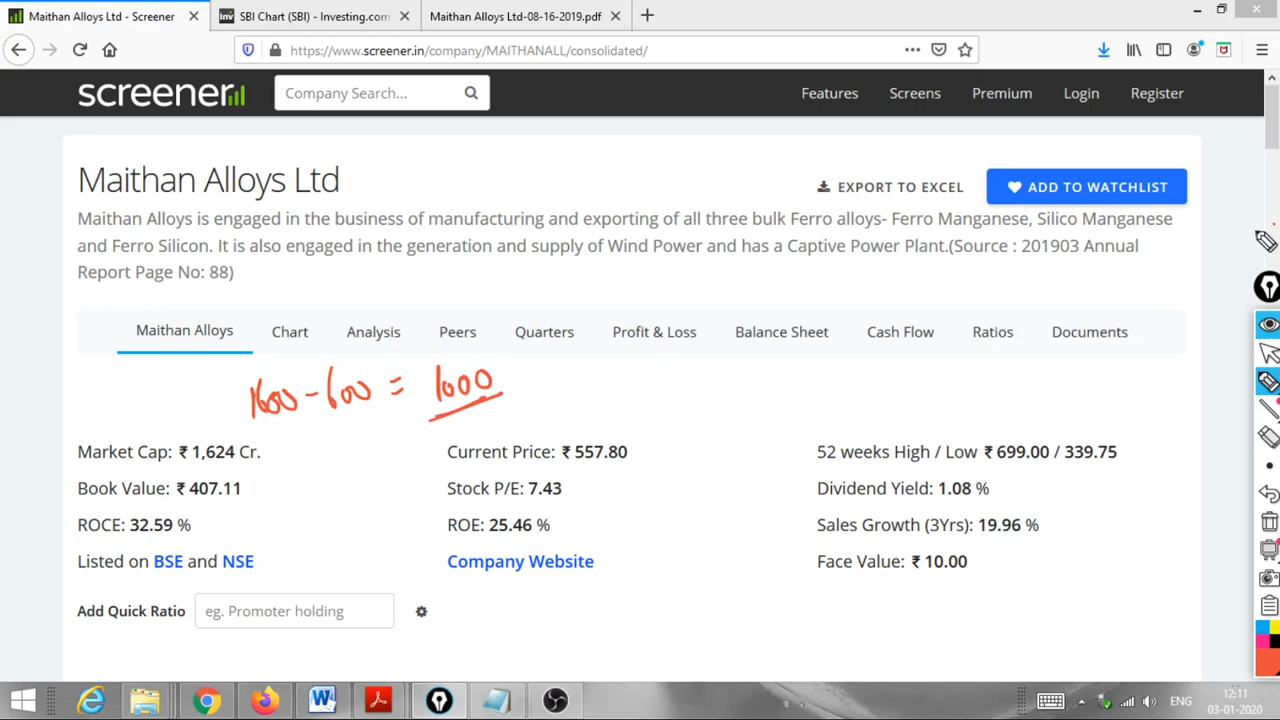 Maithan Alloys Ltd - Screener
SBI Chart (SBI) - Investing.com
Maithan Alloys Ltd-08-16-2019.pdf
https://www.screener.in/company/MAITHANALL/consolidated/
screener
Company Search...
Features Screens Premium Login Register
Maithan Alloys Ltd
EXPORT TO EXCEL
ADD TO WATCHLIST
Maithan Alloys is engaged in the business of manufacturing and exporting of all three bulk Ferro alloys- Ferro Manganese, Silico Manganese
and Ferro Silicon. It is also engaged in the generation and supply of Wind Power and has a Captive Power Plant.(Source : 201903 Annual
Report Page No: 88)
Maithan Alloys Chart Analysis Peers Quarters Profit & Loss Balance Sheet Cash Flow Ratios Documents
1600 - 600 = 1000
Market Cap: ₹ 1,624 Cr. Current Price: ₹ 557.80 52 weeks High / Low ₹ 699.00 / 339.75
Book Value: ₹ 407.11 Stock P/E: 7.43 Dividend Yield: 1.08 %
ROCE: 32.59 % ROE: 25.46 % Sales Growth (3Yrs): 19.96 %
Listed on BSE and NSE Company Website Face Value: ₹ 10.00
Add Quick Ratio eg. Promoter holding
ENG
12:11
03-01-2020